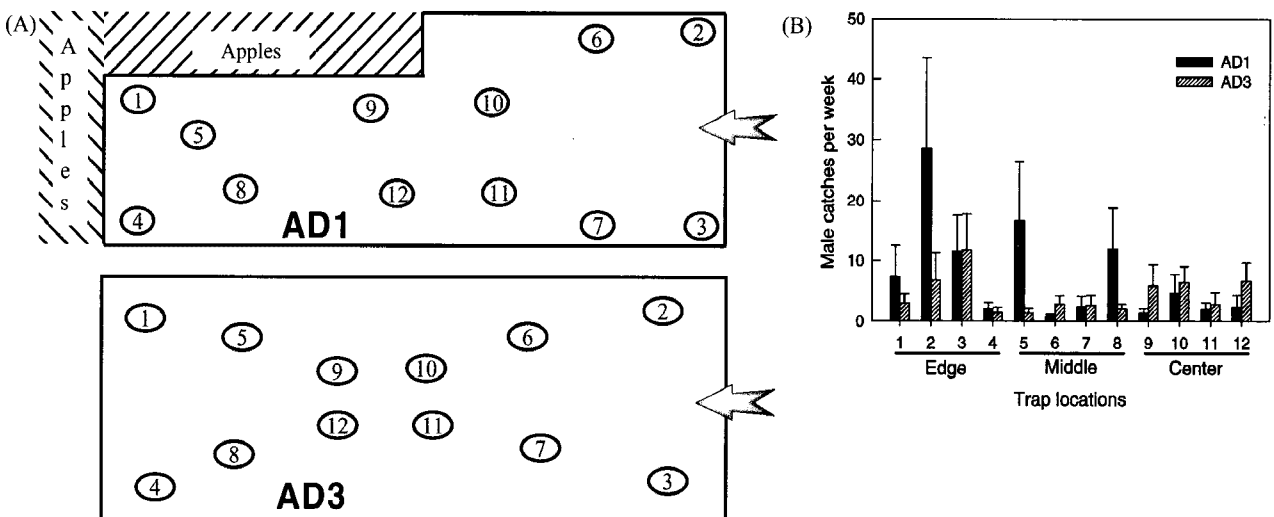 (A)
Apples
Apples
1
2
3
4
5
6
7
8
9
10
11
12
AD1
1
2
3
4
5
6
7
8
9
10
11
12
AD3
(B)
Male catches per week
50
40
30
20
10
0
AD1
AD3
1 2 3 4 5 6 7 8 9 10 11 12
Edge Middle Center
Trap locations